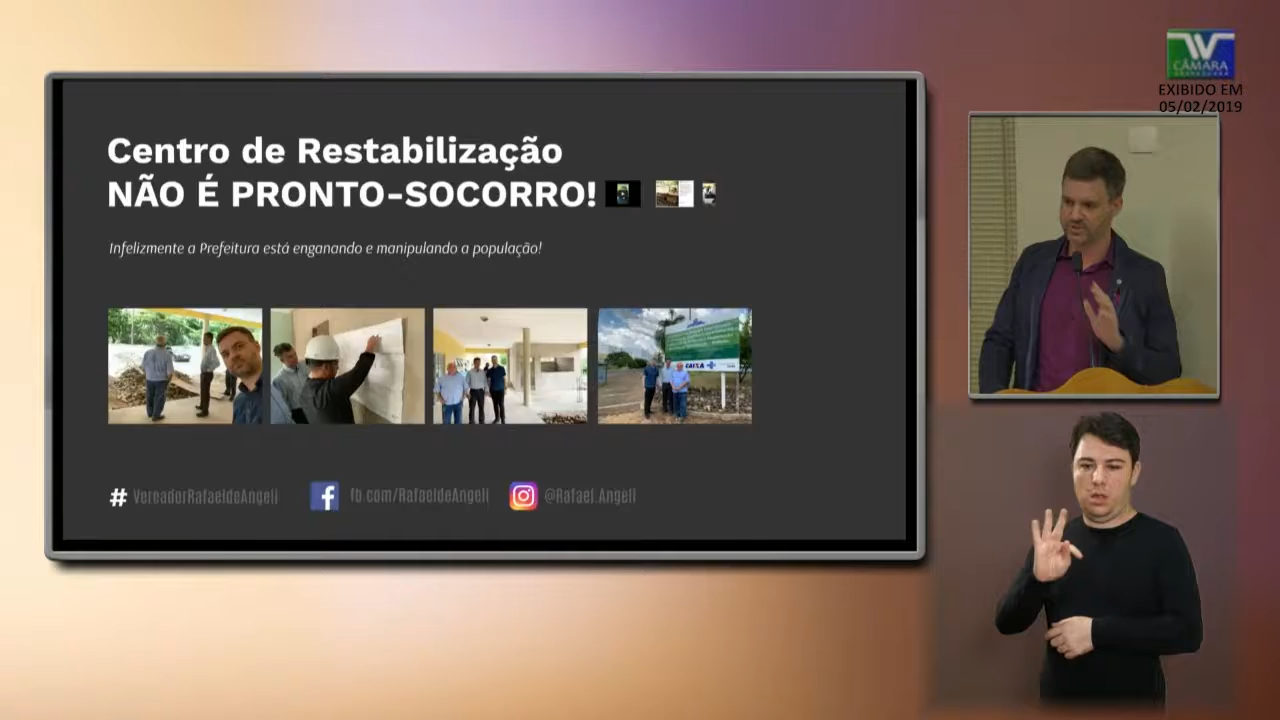 Centro de Restabilização
NÃO É PRONTO-SOCORRO!
Infelizmente a Prefeitura está enganando e manipulando a população!
CAIXA
# VereadorRafaeldeAngeli
fb.com/RafaeldeAngeli
@Rafael.Angeli
CÂMARA
EXIBIDO EM
05/02/2019